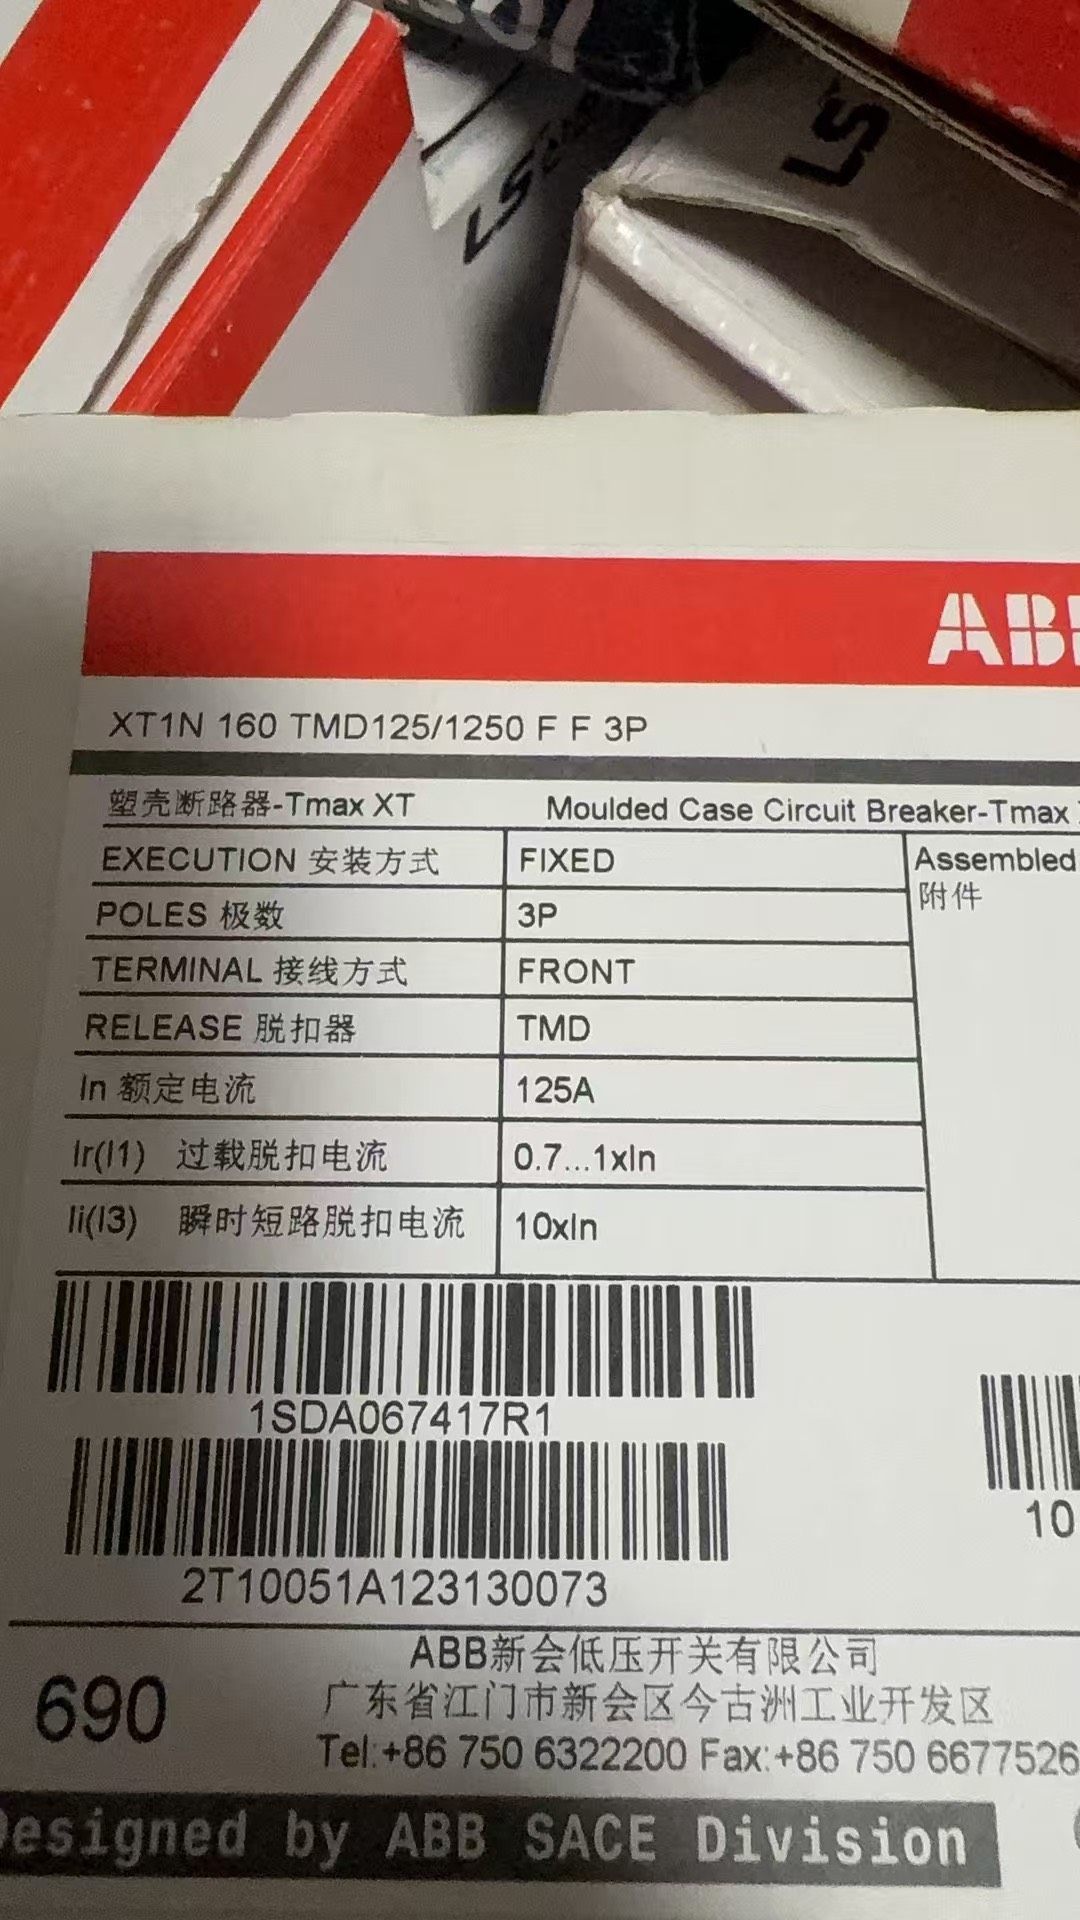 LS
LS
ABB
XT1N 160 TMD125/1250 F F 3P
塑壳断路器-Tmax XT Moulded Case Circuit Breaker-Tmax
EXECUTION 安装方式 FIXED Assembled
附件
POLES 极数 3P
TERMINAL 接线方式 FRONT
RELEASE 脱扣器 TMD
In 额定电流 125A
Ir(I1) 过载脱扣电流 0.7...1xIn
Ii(I3) 瞬时短路脱扣电流 10xIn
1SDA067417R1
10
2T10051A123130073
ABB新会低压开关有限公司
690 广东省江门市新会区今古洲工业开发区
Tel:+86 750 6322200 Fax:+86 750 6677526
Designed by ABB SACE Division